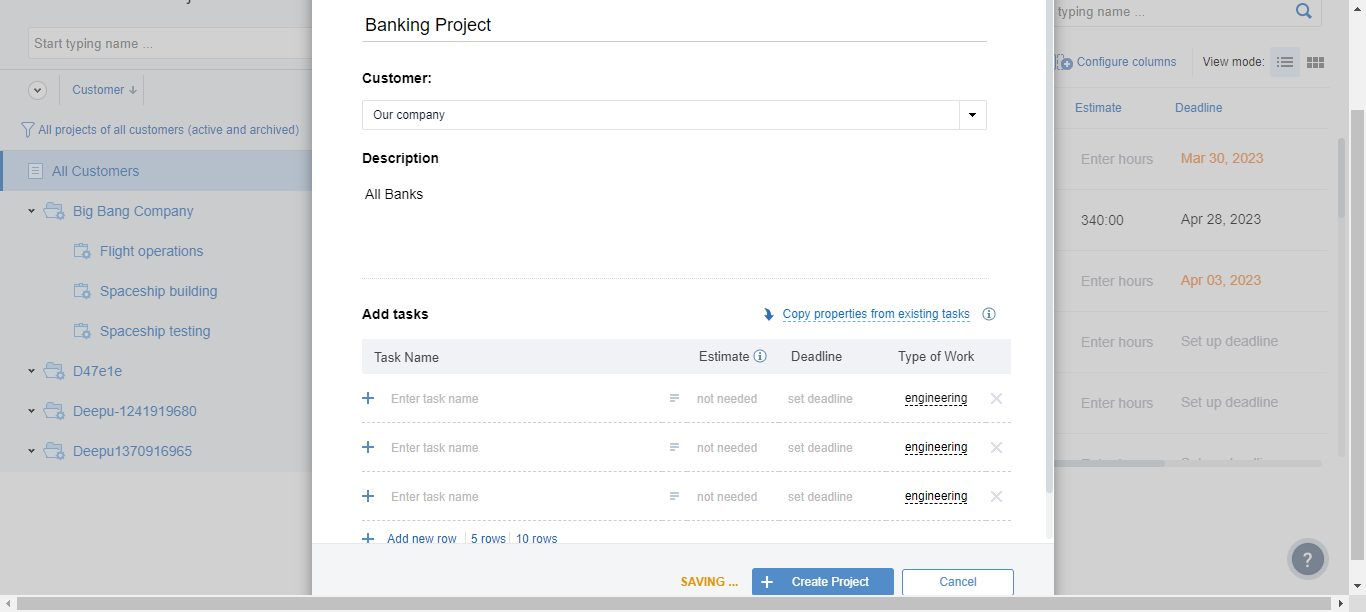 Start typing name ...
Customer
All projects of all customers (active and archived)
All Customers
Big Bang Company
Flight operations
Spaceship building
Spaceship testing
D47e1e
Deepu-1241919680
Deepu1370916965
Banking Project
Customer:
Our company
Description
All Banks
Add tasks
Copy properties from existing tasks
Task Name Estimate Deadline Type of Work
Enter task name not needed set deadline engineering
Enter task name not needed set deadline engineering
Enter task name not needed set deadline engineering
Add new row 5 rows 10 rows
SAVING ... Create Project Cancel
typing name ...
Configure columns View mode:
Estimate Deadline
Enter hours Mar 30, 2023
340:00 Apr 28, 2023
Enter hours Apr 03, 2023
Enter hours Set up deadline
Enter hours Set up deadline
?